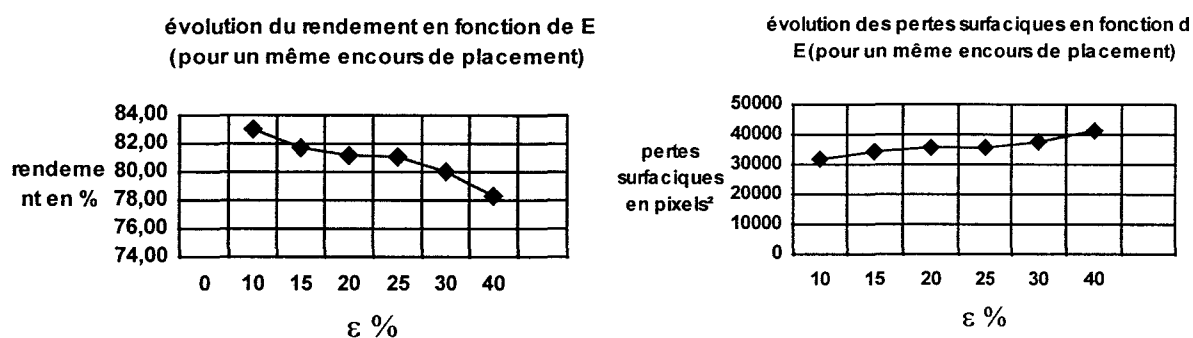 évolution du rendement en fonction de E
(pour un même encours de placement)
84,00
82,00
80,00
78,00
76,00
74,00
rendeme
nt en %
0 10 15 20 25 30 40
ε %
évolution des pertes surfaciques en fonction d
E (pour un même encours de placement)
50000
40000
30000
20000
10000
0
pertes
surfaciques
en pixels²
10 15 20 25 30 40
ε %